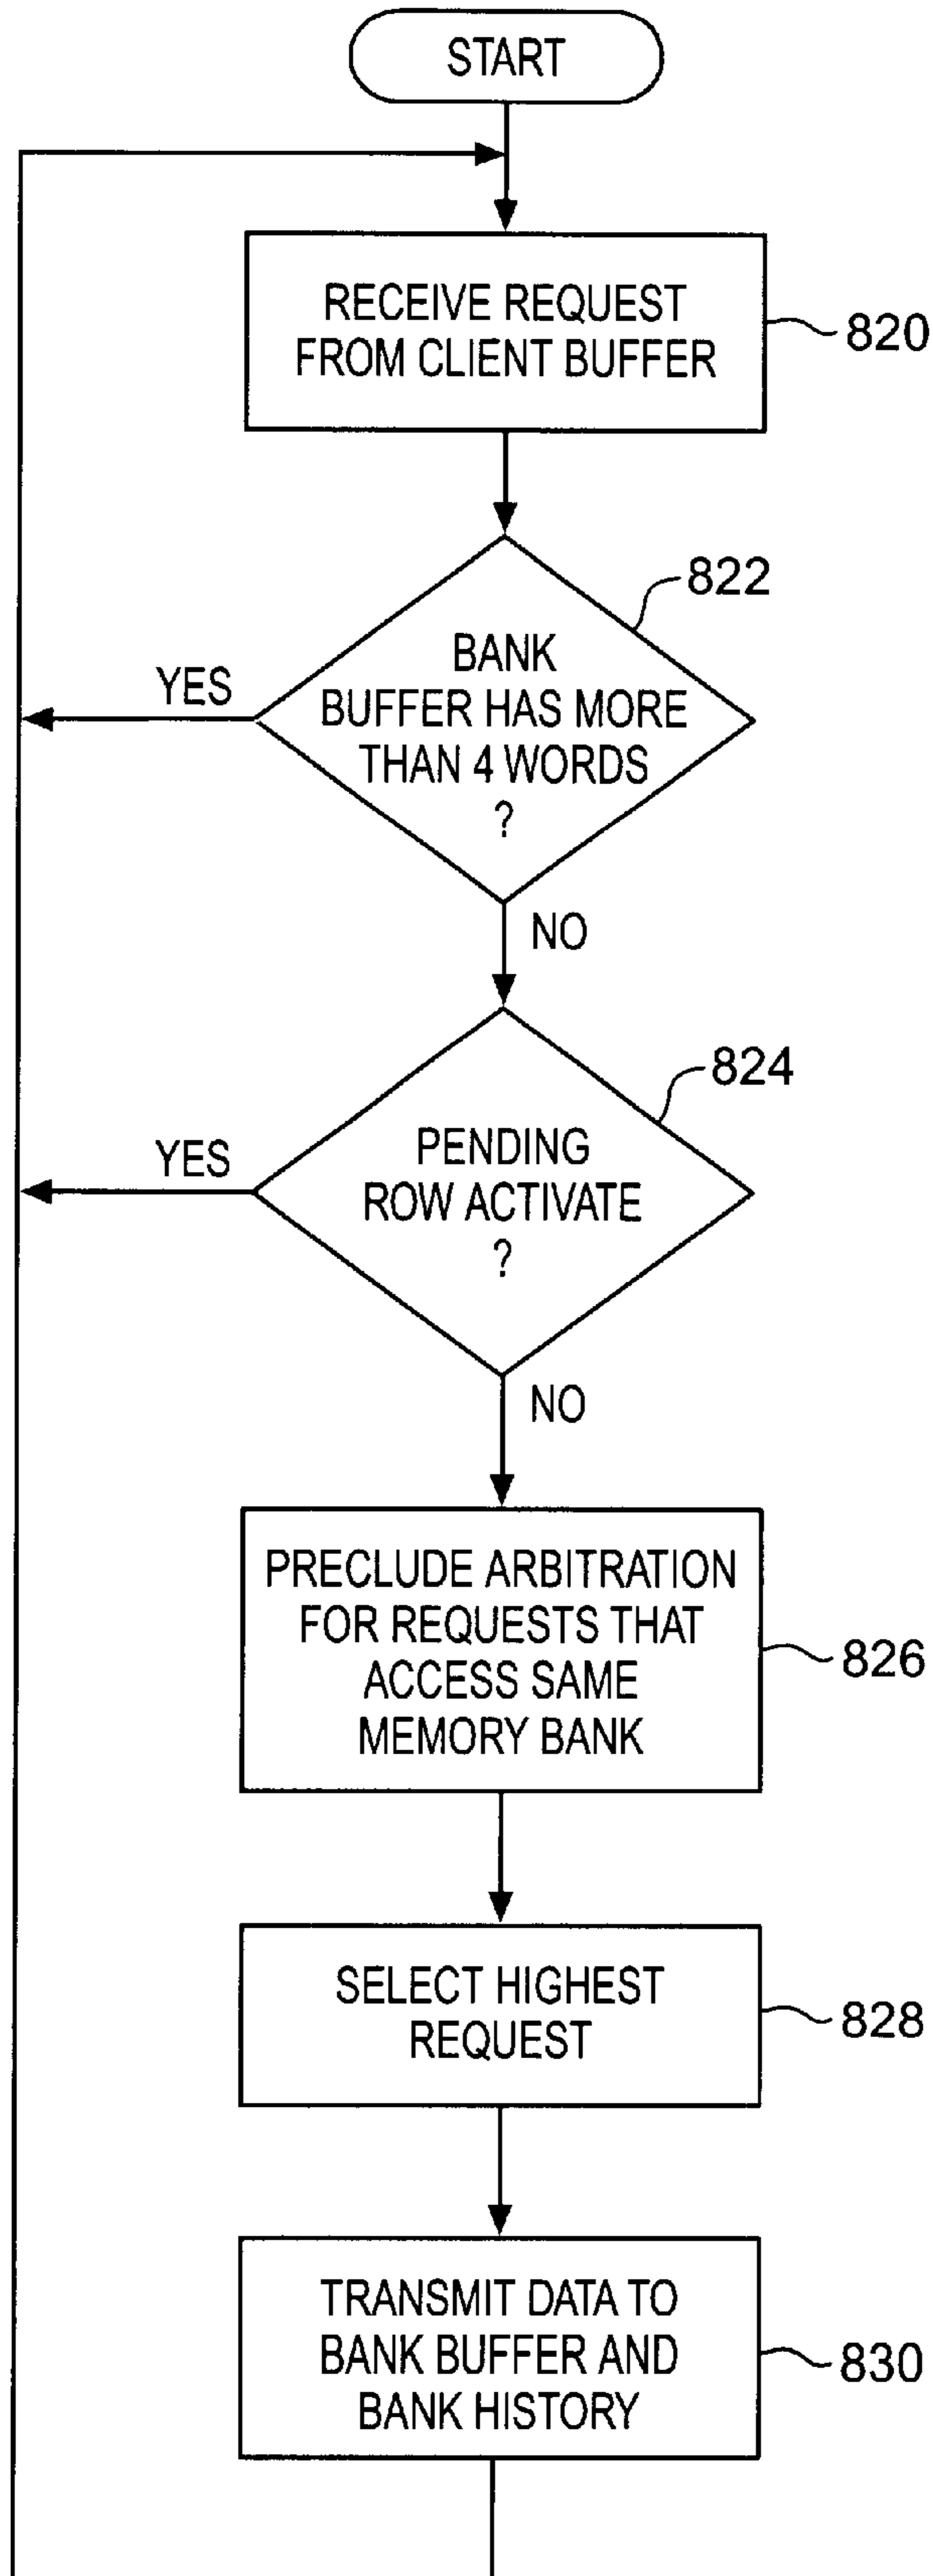 START
RECEIVE REQUEST
FROM CLIENT BUFFER
820
822
BANK
BUFFER HAS MORE
THAN 4 WORDS
?
YES
NO
824
PENDING
ROW ACTIVATE
?
YES
NO
PRECLUDE ARBITRATION
FOR REQUESTS THAT
ACCESS SAME
MEMORY BANK
826
SELECT HIGHEST
REQUEST
828
TRANSMIT DATA TO
BANK BUFFER AND
BANK HISTORY
830